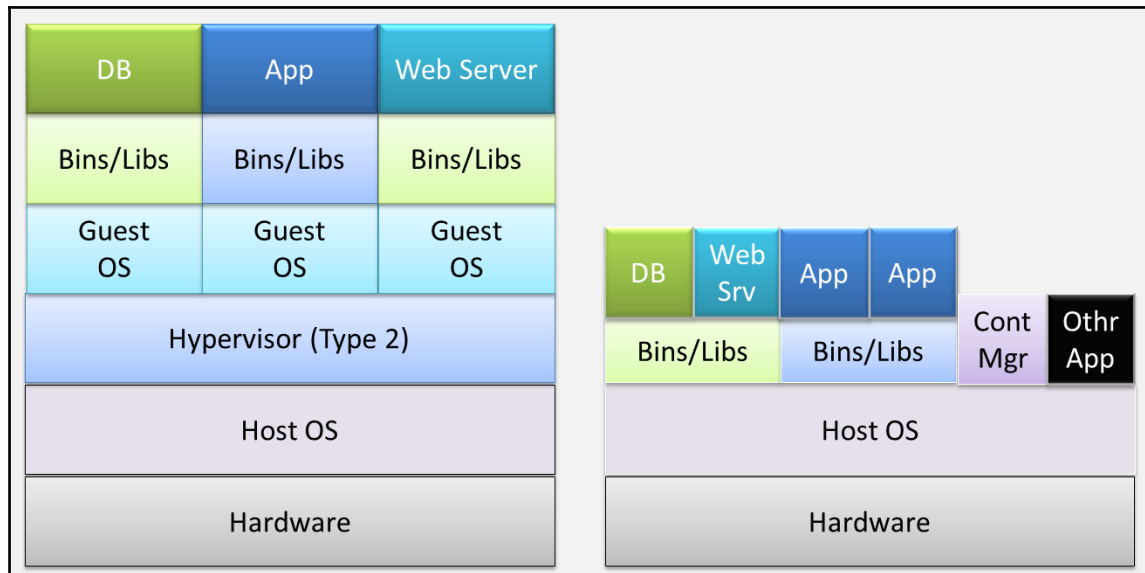 DB
App
Web Server
Bins/Libs
Bins/Libs
Bins/Libs
Guest
OS
Guest
OS
Guest
OS
Hypervisor (Type 2)
Host OS
Hardware
DB
Web
Srv
App
App
Bins/Libs
Bins/Libs
Cont
Mgr
Othr
App
Host OS
Hardware